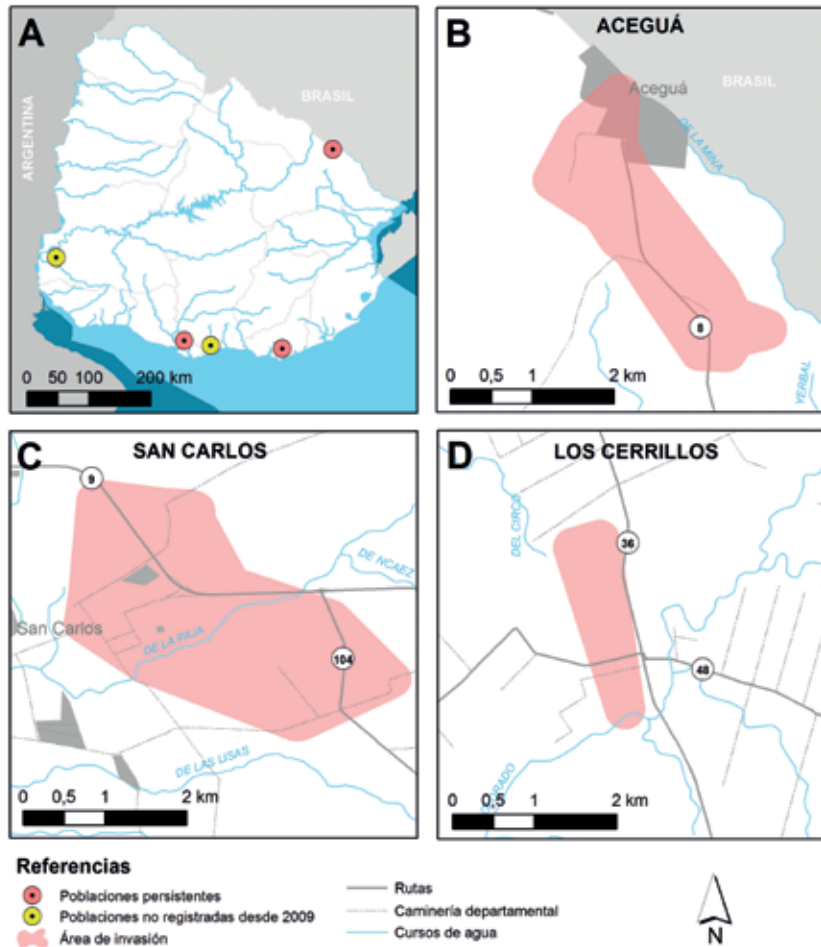 A
ARGENTINA
BRASIL
0 50 100 200 km
B
ACEGUÁ
Aceguá
BRASIL
DE LA MINA
8
YERBAL
0 0,5 1 2 km
C
SAN CARLOS
9
DE NCAEZ
San Carlos
DE LA PAJA
104
DE LAS LISAS
0 0,5 1 2 km
D
LOS CERRILLOS
DEL CIRCO
36
48
0 0,5 1 2 km
Referencias
Poblaciones persistentes
Poblaciones no registradas desde 2009
Área de invasión
Rutas
Caminería departamental
Cursos de agua
N